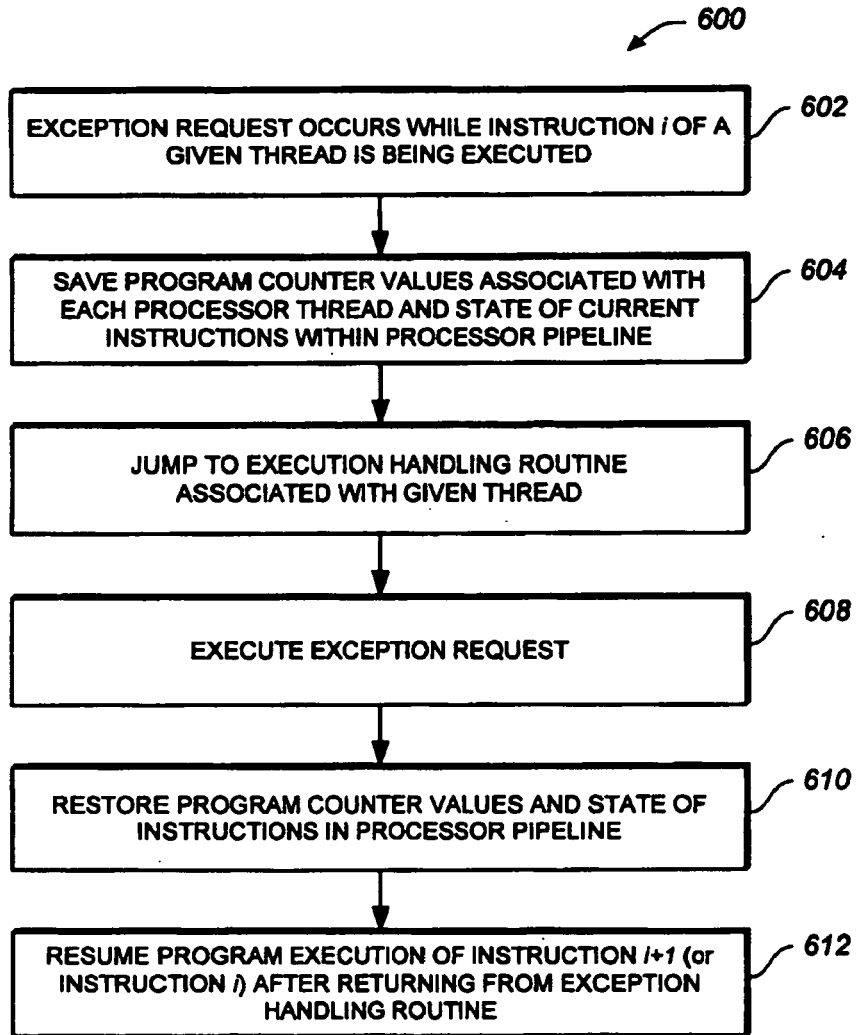 600
EXCEPTION REQUEST OCCURS WHILE INSTRUCTION i OF A
GIVEN THREAD IS BEING EXECUTED
602
SAVE PROGRAM COUNTER VALUES ASSOCIATED WITH
EACH PROCESSOR THREAD AND STATE OF CURRENT
INSTRUCTIONS WITHIN PROCESSOR PIPELINE
604
JUMP TO EXECUTION HANDLING ROUTINE
ASSOCIATED WITH GIVEN THREAD
606
EXECUTE EXCEPTION REQUEST
608
RESTORE PROGRAM COUNTER VALUES AND STATE OF
INSTRUCTIONS IN PROCESSOR PIPELINE
610
RESUME PROGRAM EXECUTION OF INSTRUCTION i+1 (or
INSTRUCTION i) AFTER RETURNING FROM EXCEPTION
HANDLING ROUTINE
612